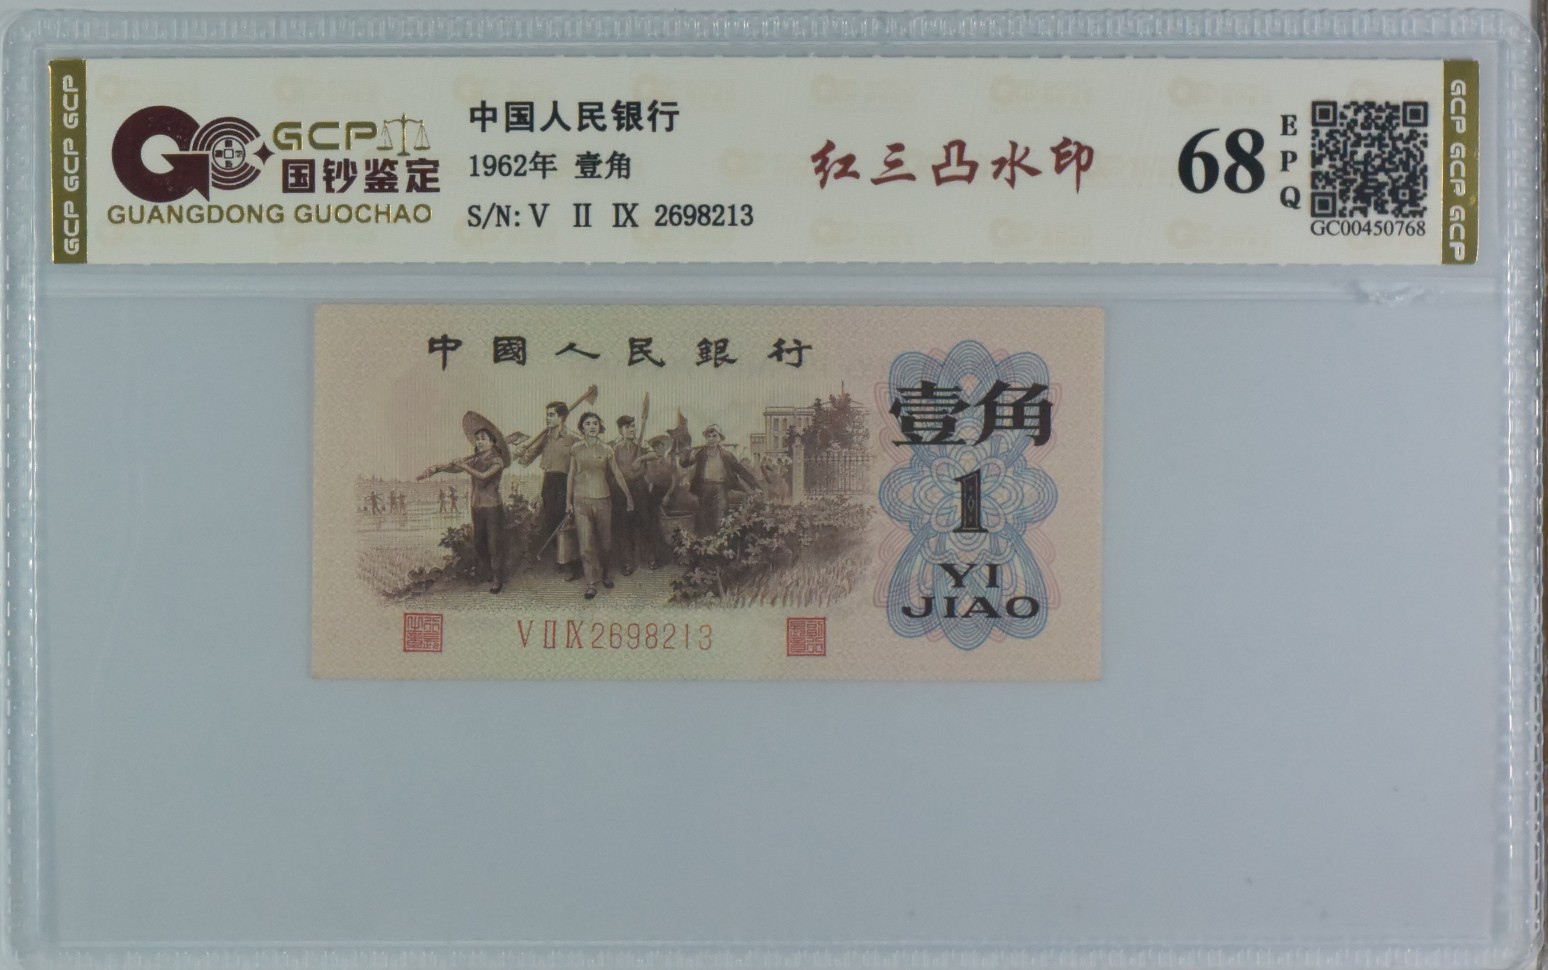 GCP GCP GCP
GCP
国钞鉴定
GUANGDONG GUOCHAO
中国人民银行
1962年 壹角
S/N: V Ⅱ Ⅸ 2698213
红三凸水印
68
EPQ
GC00450768
GCP GCP GCP
中國人民銀行
壹角
1
YI
JIAO
V Ⅱ Ⅸ 2698213